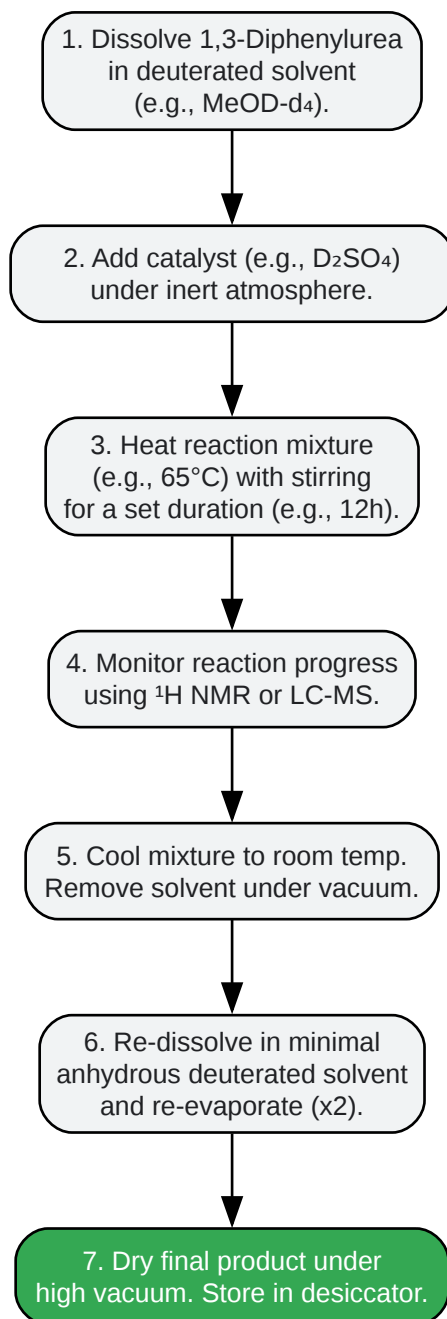 1. Dissolve 1,3-Diphenylurea
in deuterated solvent
(e.g., MeOD-d₄).
2. Add catalyst (e.g., D₂SO₄)
under inert atmosphere.
3. Heat reaction mixture
(e.g., 65°C) with stirring
for a set duration (e.g., 12h).
4. Monitor reaction progress
using ¹H NMR or LC-MS.
5. Cool mixture to room temp.
Remove solvent under vacuum.
6. Re-dissolve in minimal
anhydrous deuterated solvent
and re-evaporate (x2).
7. Dry final product under
high vacuum. Store in desiccator.